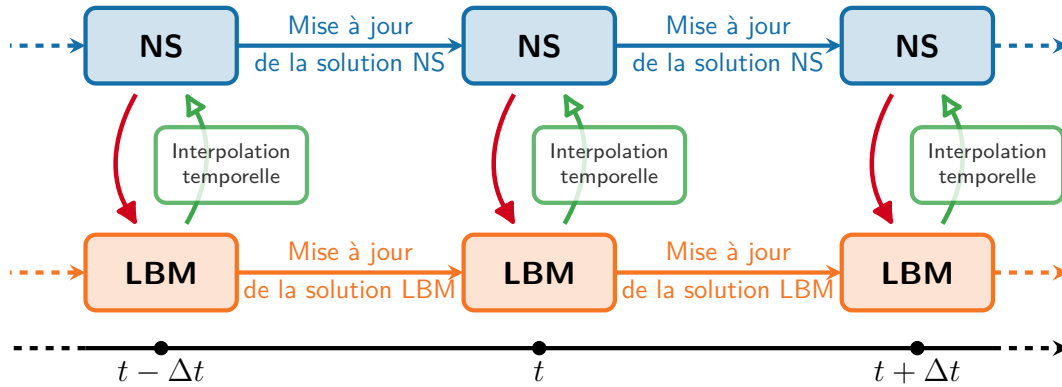 NS
Mise à jour
de la solution NS
NS
Mise à jour
de la solution NS
NS
Interpolation
temporelle
Interpolation
temporelle
Interpolation
temporelle
LBM
Mise à jour
de la solution LBM
LBM
Mise à jour
de la solution LBM
LBM
t − Δt
t
t + Δt